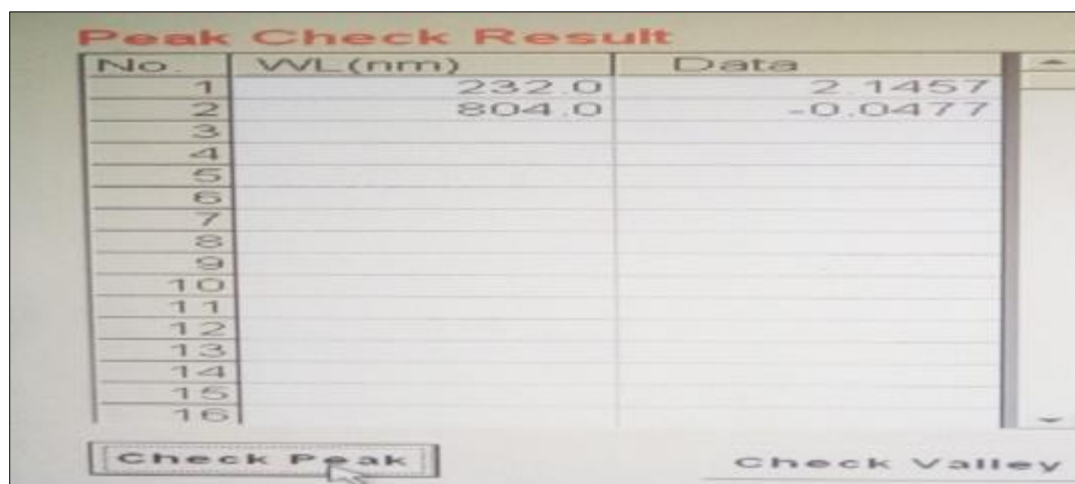 Peak Check Result
No. WL(nm) Data
1 232.0 2.1457
2 804.0 -0.0477
3
4
5
6
7
8
9
10
11
12
13
14
15
16
Check Peak Check Valley